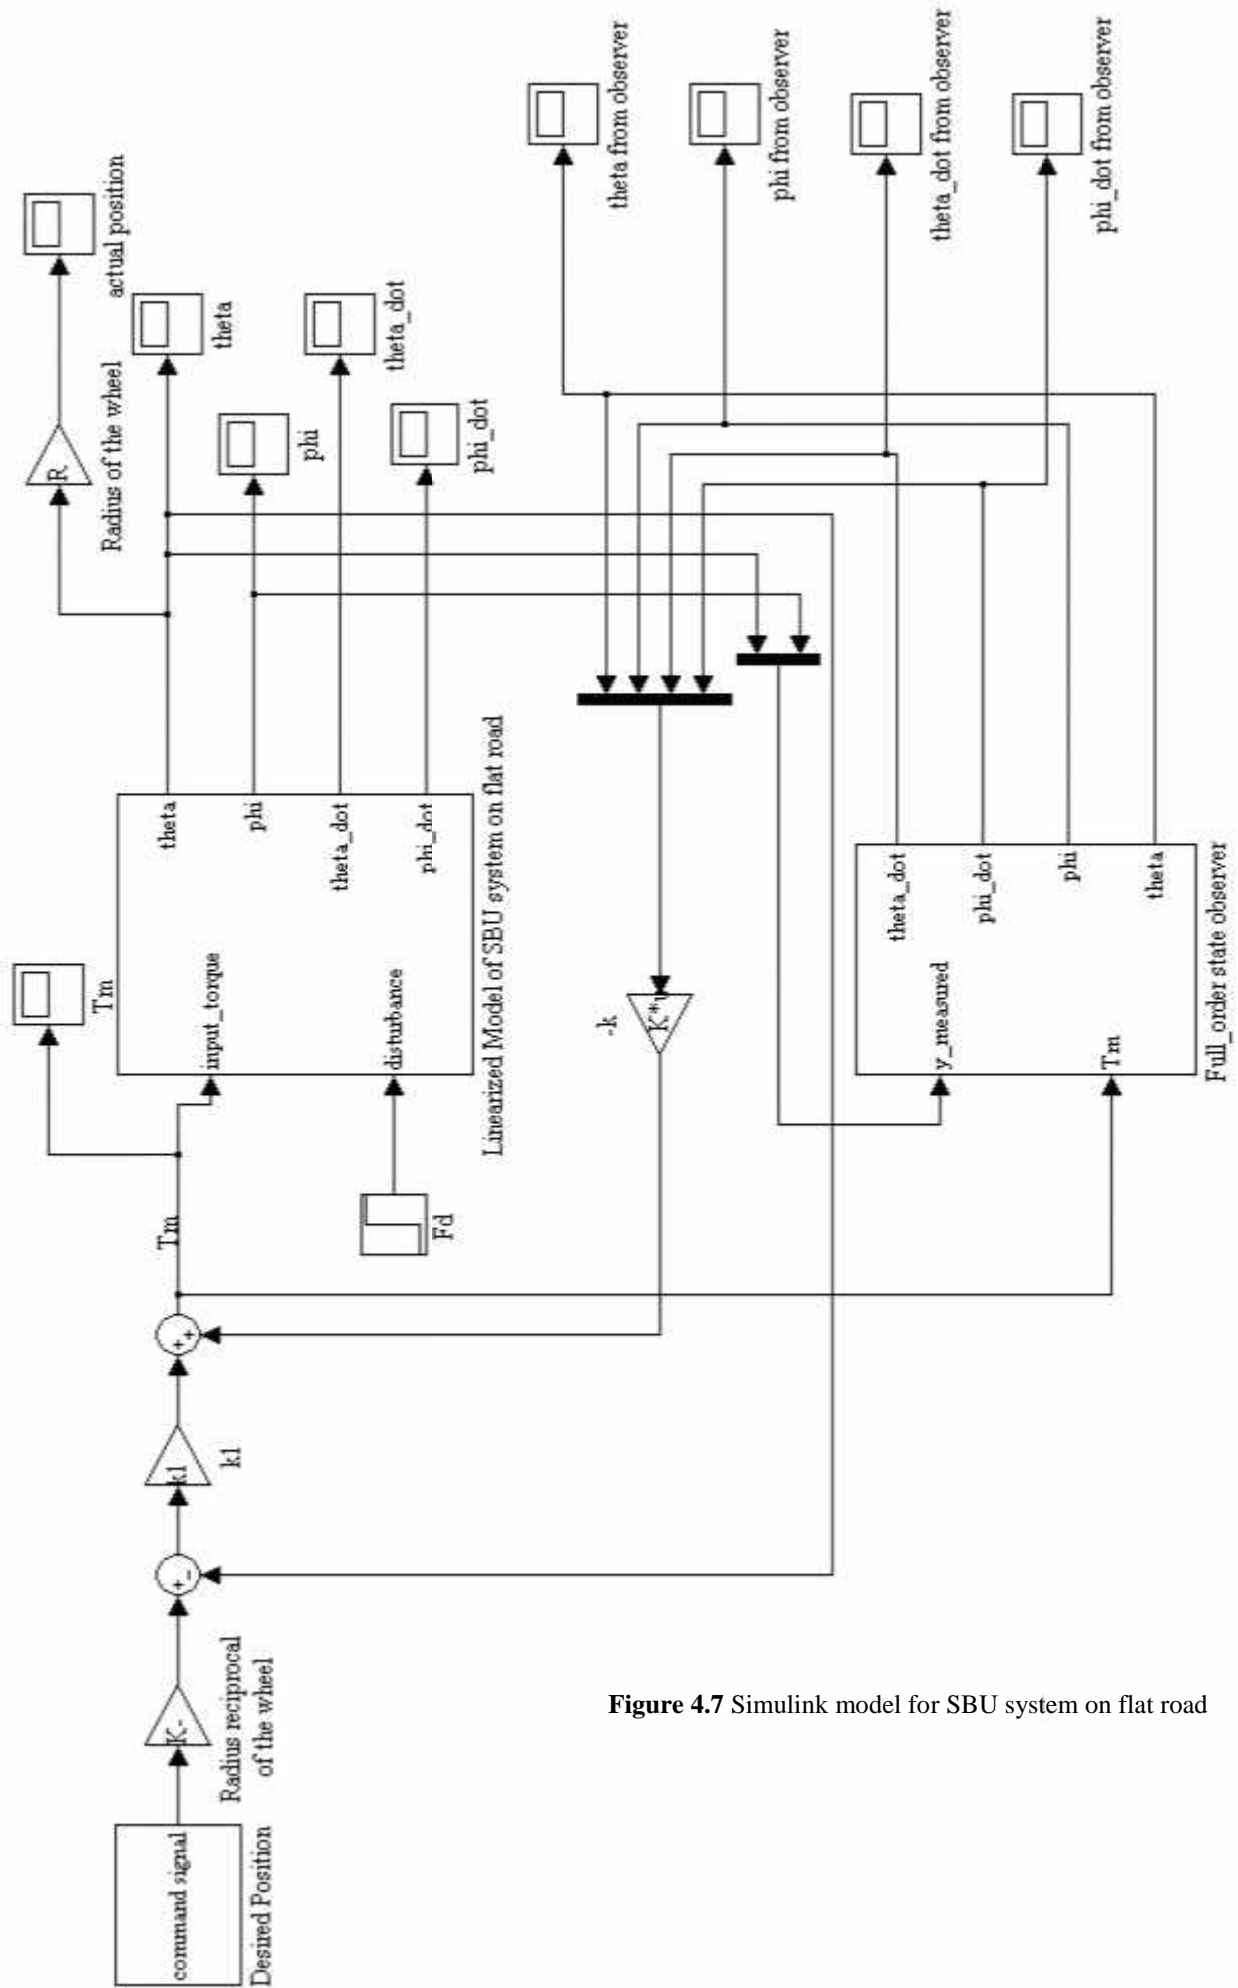 command signal
Desired Position
K-
Radius reciprocal
of the wheel
+
-
k1
k1
+
+
Tm
Tm
Fd
input_torque
disturbance
theta
phi
theta_dot
phi_dot
Linearized Model of SBU system on flat road
R
Radius of the wheel
actual position
theta
phi
theta_dot
phi_dot
-k
K*u
y_measured
Tm
theta_dot
phi_dot
phi
theta
Full_order state observer
theta from observer
phi from observer
theta_dot from observer
phi_dot from observer
Figure 4.7 Simulink model for SBU system on flat road